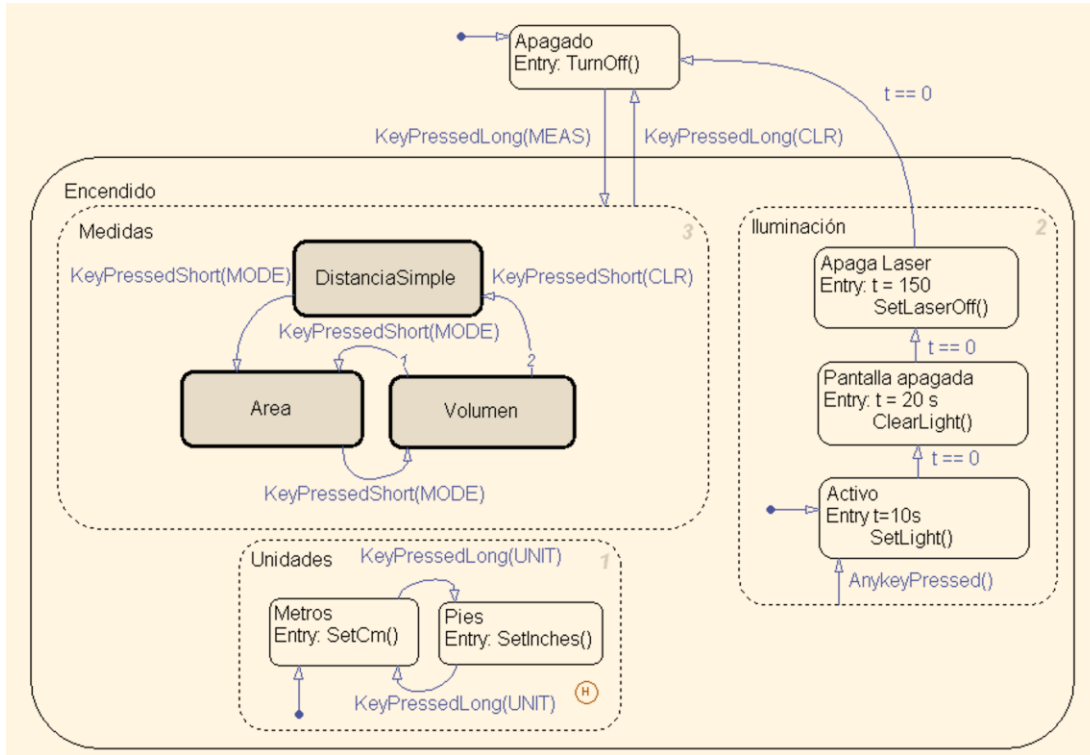 Apagado
Entry: TurnOff()
t == 0
KeyPressedLong(MEAS)
KeyPressedLong(CLR)
Encendido
Medidas
3
KeyPressedShort(MODE)
DistanciaSimple
KeyPressedShort(CLR)
KeyPressedShort(MODE)
1
2
Area
Volumen
KeyPressedShort(MODE)
Iluminación
2
Apaga Laser
Entry: t = 150
SetLaserOff()
t == 0
Pantalla apagada
Entry: t = 20 s
ClearLight()
t == 0
Activo
Entry t=10s
SetLight()
AnykeyPressed()
Unidades
KeyPressedLong(UNIT)
1
Metros
Entry: SetCm()
Pies
Entry: SetInches()
KeyPressedLong(UNIT)
H